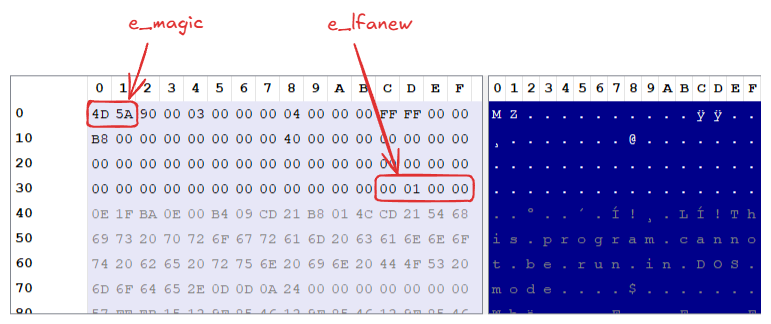 e_magic e_lfanew
0 1 2 3 4 5 6 7 8 9 A B C D E F 0 1 2 3 4 5 6 7 8 9 A B C D E F
0 4D 5A 90 00 03 00 00 00 04 00 00 00 FF FF 00 00 M Z . . . . . . . . . . ÿ ÿ . .
10 B8 00 00 00 00 00 00 00 40 00 00 00 00 00 00 00 ¸ . . . . . . . @ . . . . . . .
20 00 00 00 00 00 00 00 00 00 00 00 00 00 00 00 00 . . . . . . . . . . . . . . . .
30 00 00 00 00 00 00 00 00 00 00 00 00 00 01 00 00 . . . . . . . . . . . . . . . .
40 0E 1F BA 0E 00 B4 09 CD 21 B8 01 4C CD 21 54 68 . . º . . ´ . Í ! ¸ . L Í ! T h
50 69 73 20 70 72 6F 67 72 61 6D 20 63 61 6E 6E 6F i s . p r o g r a m . c a n n o
60 74 20 62 65 20 72 75 6E 20 69 6E 20 44 4F 53 20 t . b e . r u n . i n . D O S .
70 6D 6F 64 65 2E 0D 0D 0A 24 00 00 00 00 00 00 00 m o d e . . . . $ . . . . . . .
80